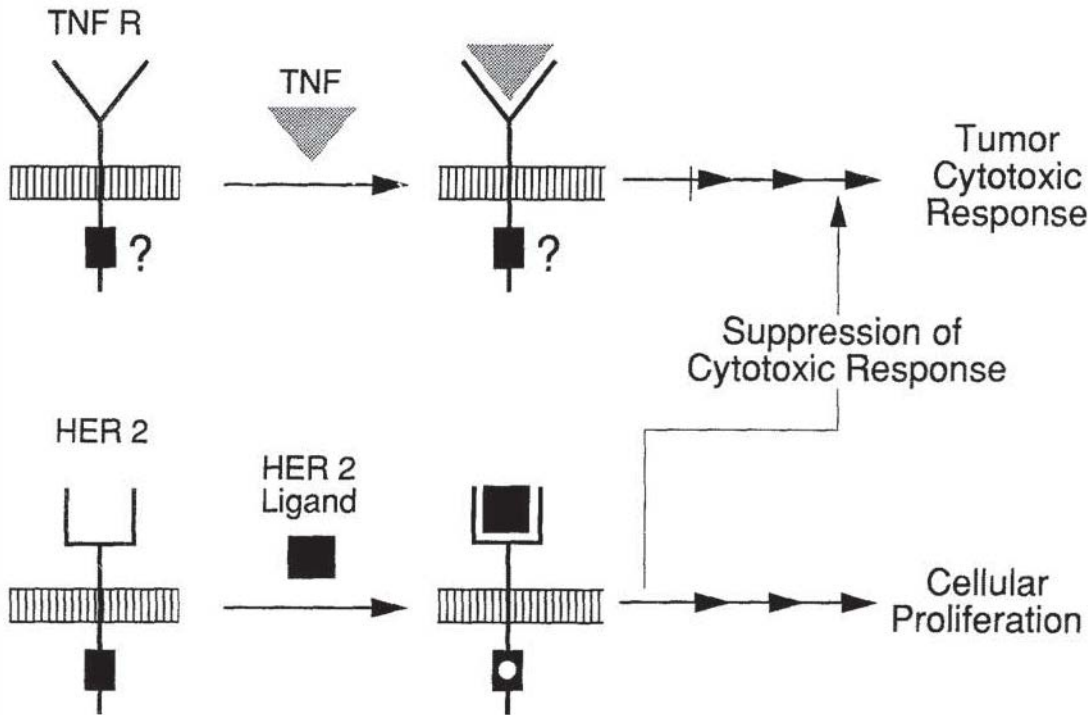 TNF R
TNF
?
?
Tumor
Cytotoxic
Response
Suppression of
Cytotoxic Response
HER 2
HER 2
Ligand
Cellular
Proliferation